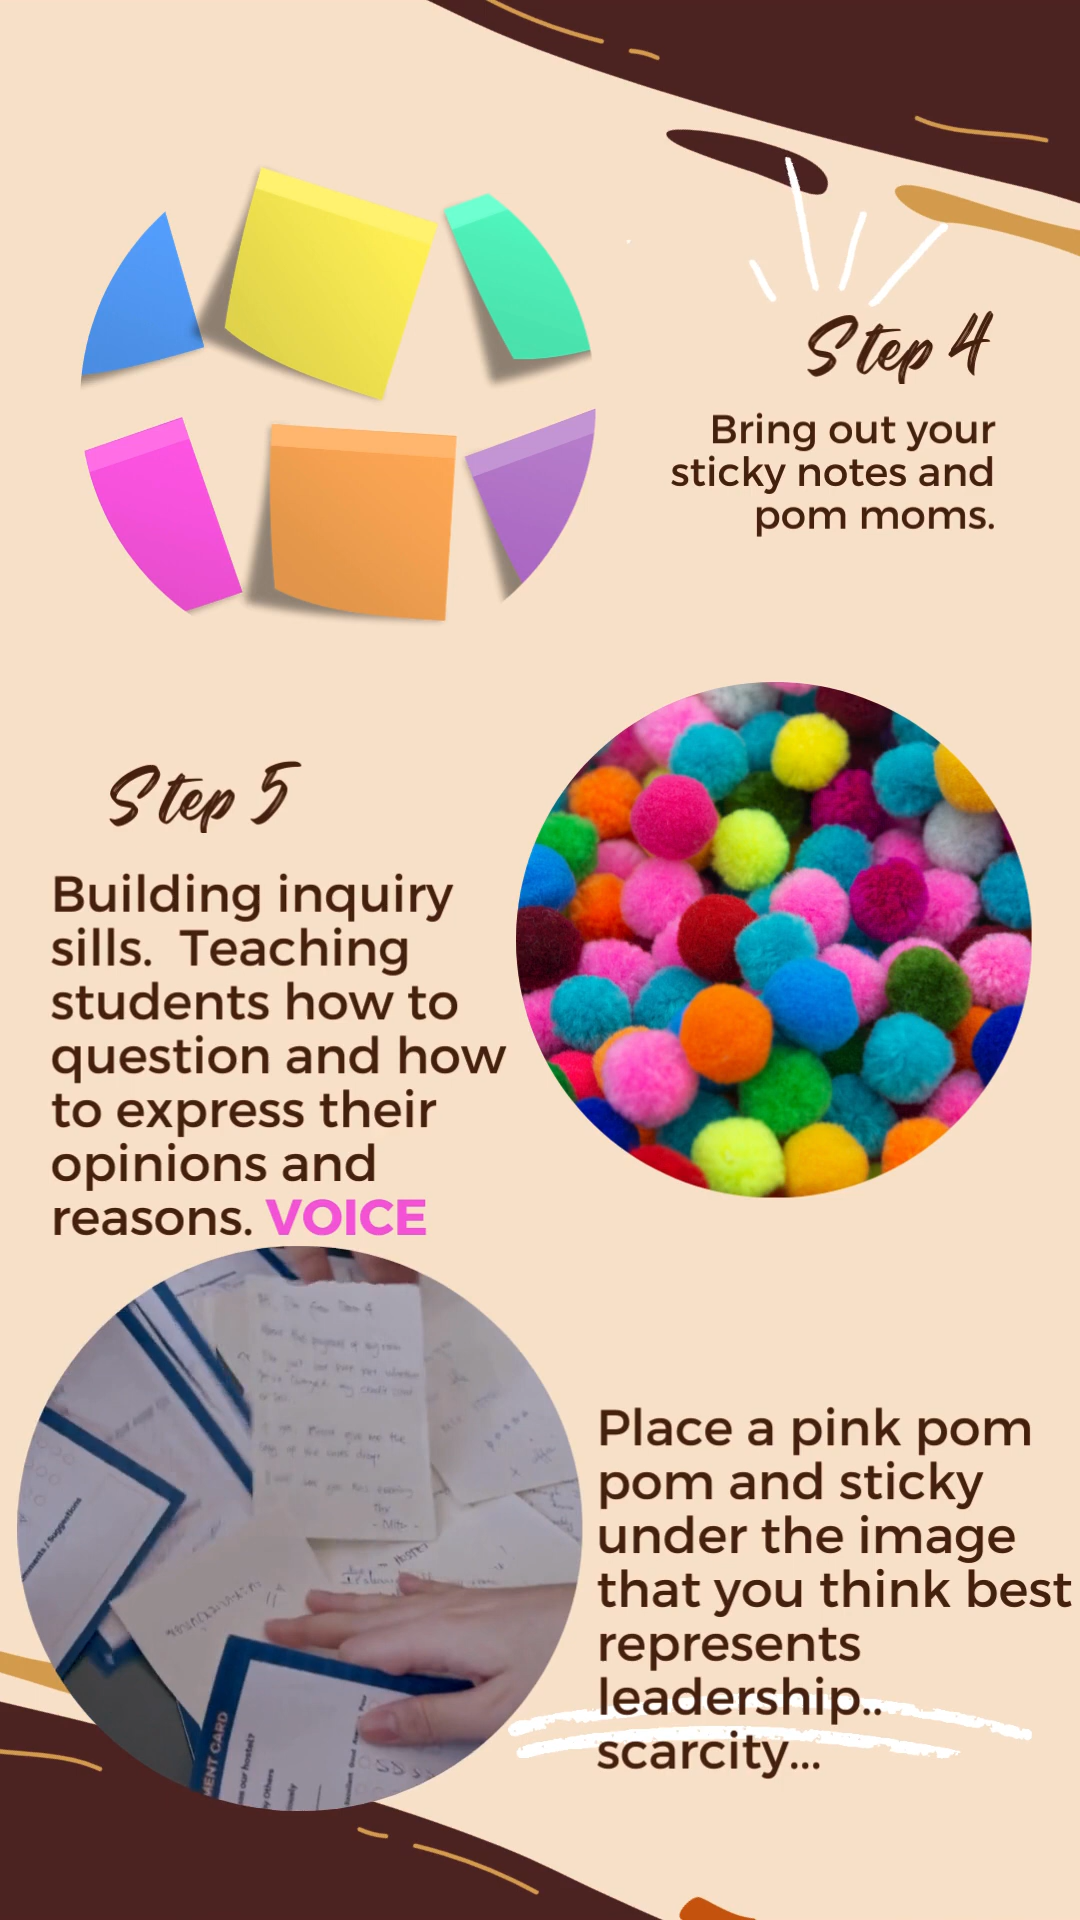 Step 4
Bring out your
sticky notes and
pom moms.
Step 5
Building inquiry
sills.  Teaching
students how to
question and how
to express their
opinions and
reasons. VOICE
Place a pink pom
pom and sticky
under the image
that you think best
represents
leadership..
scarcity...